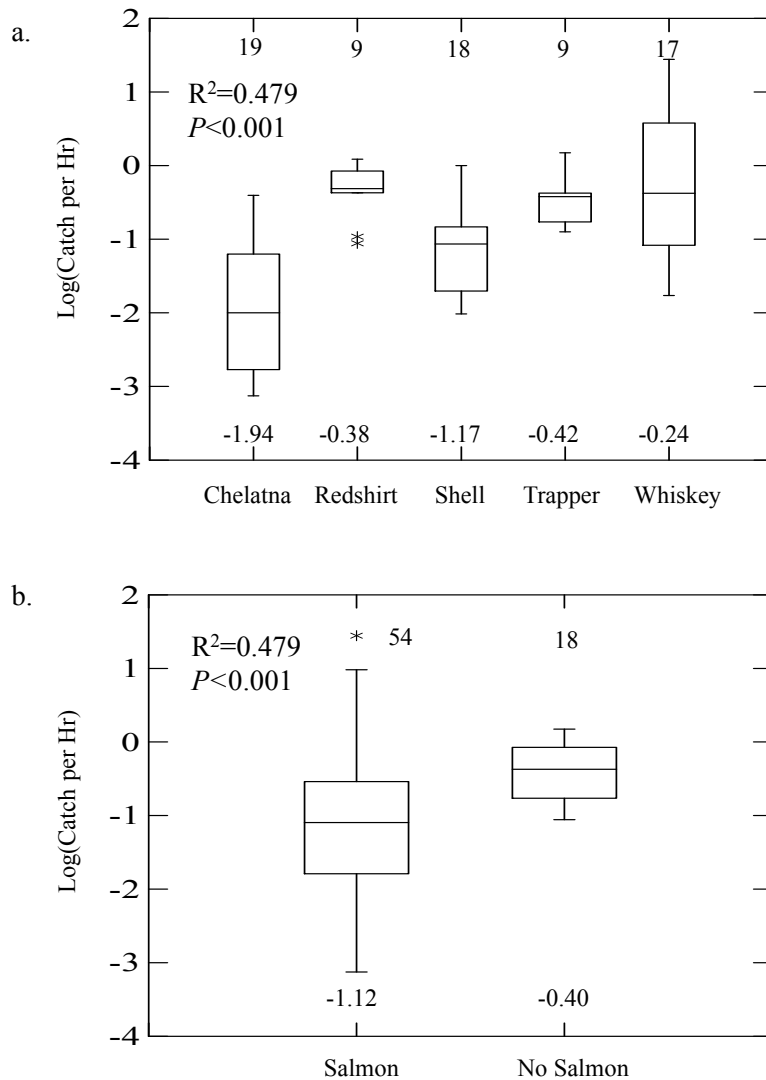 a.
2
1
0
-1
-2
-3
-4
Log(Catch per Hr)
19 9 18 9 17
R²=0.479
P<0.001
* *
-1.94 -0.38 -1.17 -0.42 -0.24
Chelatna Redshirt Shell Trapper Whiskey
b.
2
1
0
-1
-2
-3
-4
Log(Catch per Hr)
R²=0.479
P<0.001
* 54 18
-1.12 -0.40
Salmon No Salmon